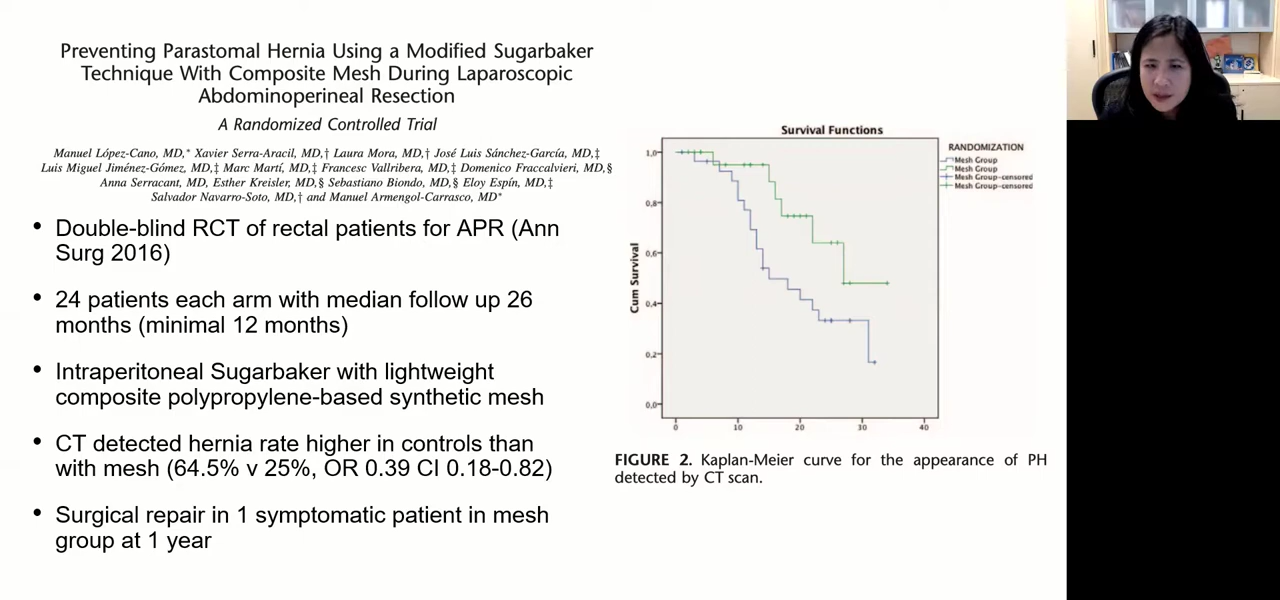 Preventing Parastomal Hernia Using a Modified Sugarbaker
Technique With Composite Mesh During Laparoscopic
Abdominoperineal Resection
A Randomized Controlled Trial
Manuel López-Cano, MD,* Xavier Serra-Aracil, MD,† Laura Mora, MD,† José Luis Sánchez-García, MD,‡
Luis Miguel Jiménez-Gómez, MD,‡ Marc Martí, MD,‡ Francesc Vallribera, MD,‡ Domenico Fraccalvieri, MD,§
Anna Serracant, MD, Esther Kreisler, MD,§ Sebastiano Biondo, MD,§ Eloy Espín, MD,‡
Salvador Navarro-Soto, MD,† and Manuel Armengol-Carrasco, MD*
• Double-blind RCT of rectal patients for APR (Ann
Surg 2016)
• 24 patients each arm with median follow up 26
months (minimal 12 months)
• Intraperitoneal Sugarbaker with lightweight
composite polypropylene-based synthetic mesh
• CT detected hernia rate higher in controls than
with mesh (64.5% v 25%, OR 0.39 CI 0.18-0.82)
• Surgical repair in 1 symptomatic patient in mesh
group at 1 year
Survival Functions
RANDOMIZATION
Mesh Group
Mesh Group
Mesh Group-censored
Mesh Group-censored
Cum Survival
1,0
0,8
0,6
0,4
0,2
0,0
0 10 20 30 40
FIGURE 2. Kaplan-Meier curve for the appearance of PH
detected by CT scan.